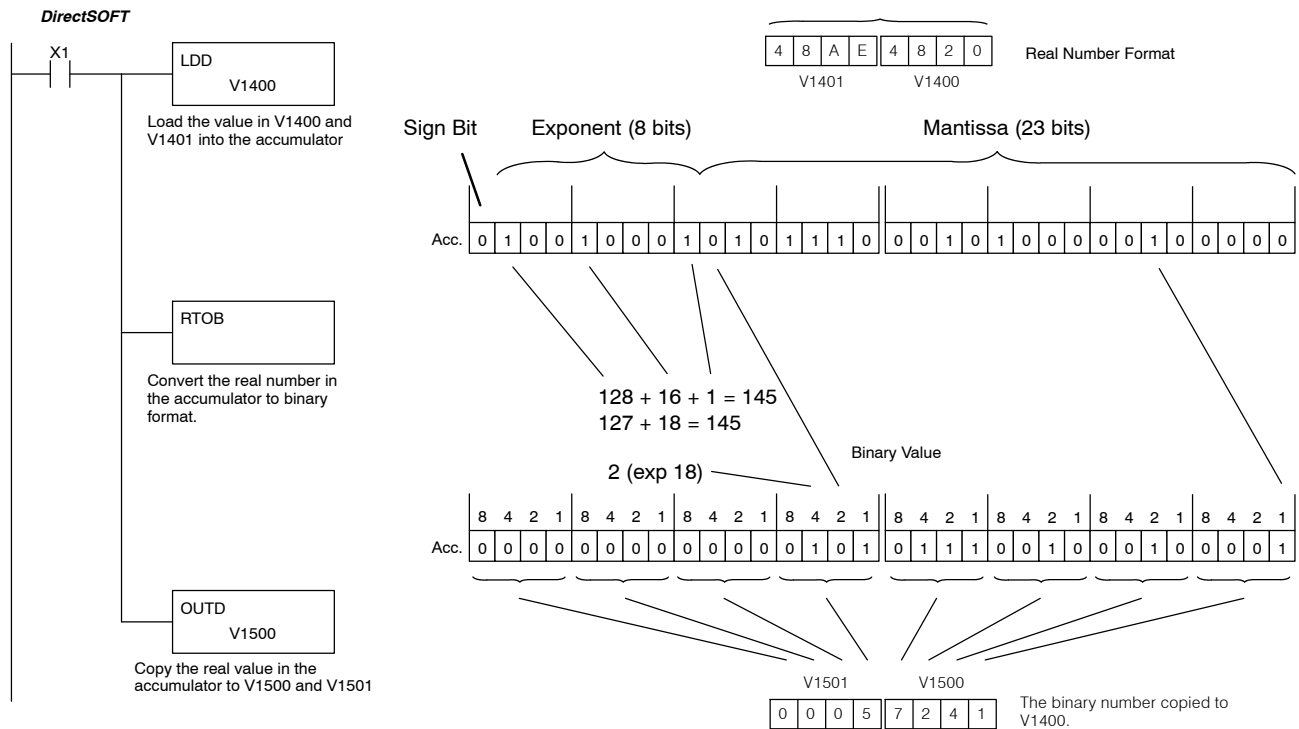 DirectSOFT
X1
LDD
V1400
Load the value in V1400 and
V1401 into the accumulator
4 8 A E 4 8 2 0
Real Number Format
V1401 V1400
Sign Bit Exponent (8 bits) Mantissa (23 bits)
Acc. 0 1 0 0 1 0 0 0 1 0 1 0 1 1 1 0 0 0 1 0 1 0 0 0 0 0 1 0 0 0 0 0
RTOB
Convert the real number in
the accumulator to binary
format.
128 + 16 + 1 = 145
127 + 18 = 145
2 (exp 18)
Binary Value
8 4 2 1 8 4 2 1 8 4 2 1 8 4 2 1 8 4 2 1 8 4 2 1 8 4 2 1 8 4 2 1
Acc. 0 0 0 0 0 0 0 0 0 0 0 0 0 1 0 1 0 1 1 1 0 0 1 0 0 0 1 0 0 0 0 1
OUTD
V1500
Copy the real value in the
accumulator to V1500 and V1501
V1501 V1500
0 0 0 5 7 2 4 1
The binary number copied to
V1400.